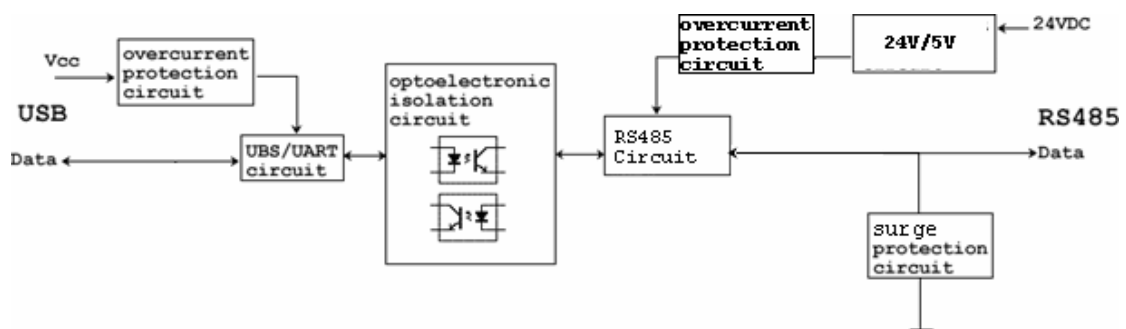 overcurrent
protection
circuit
24V/5V
24VDC
Vcc
overcurrent
protection
circuit
optoelectronic
isolation
circuit
USB
RS485
Data
UBS/UART
circuit
RS485
Circuit
Data
surge
protection
circuit